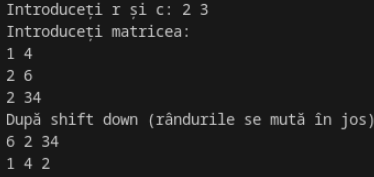 Introduceți r și c: 2 3
Introduceți matricea:
1 4
2 6
2 34
După shift down (rândurile se mută în jos)
6 2 34
1 4 2